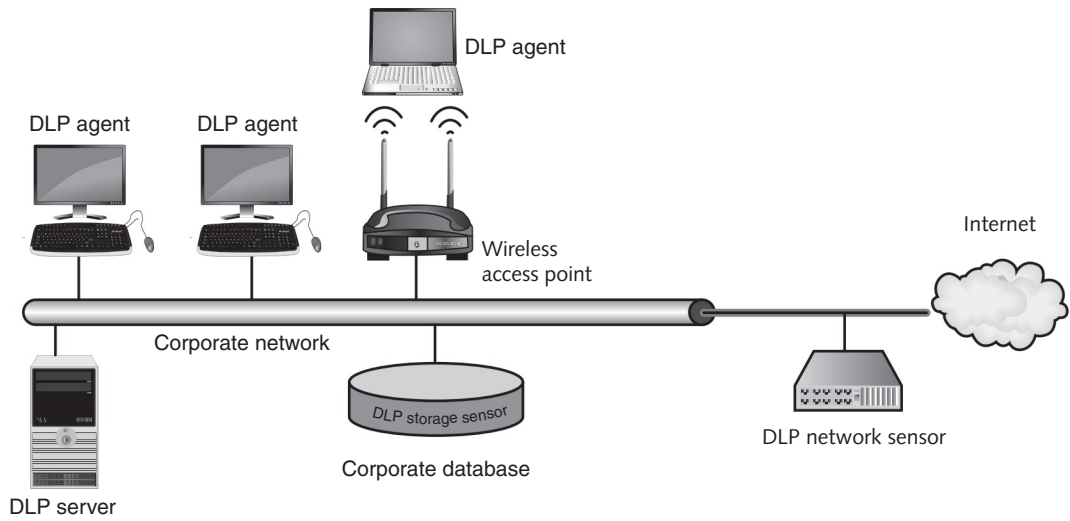 DLP agent
DLP agent
DLP agent
Wireless
access point
Internet
Corporate network
DLP storage sensor
DLP network sensor
Corporate database
DLP server